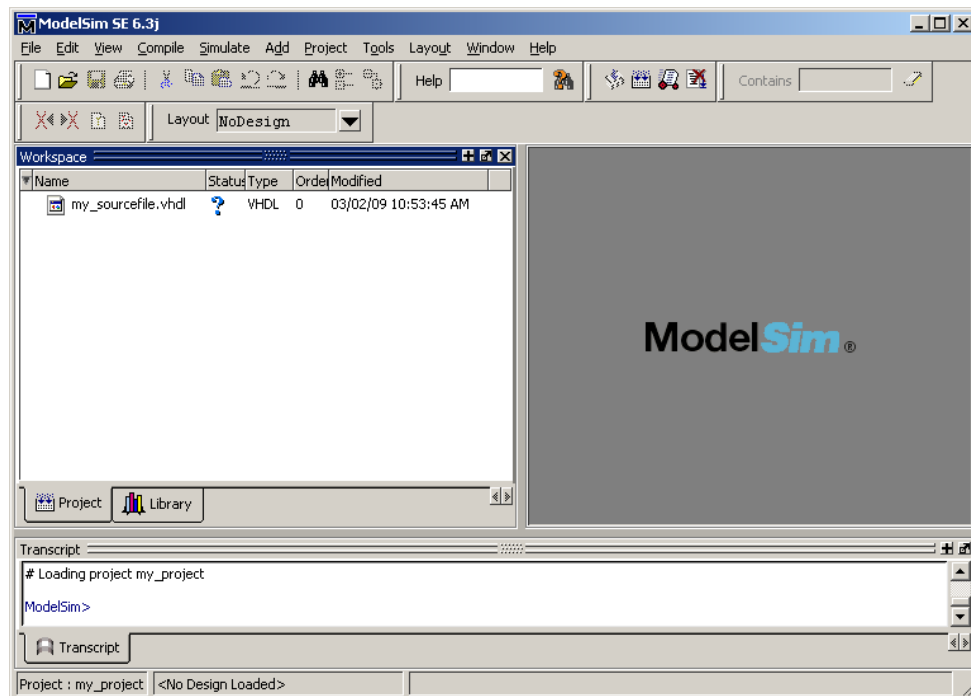 ModelSim SE 6.3j
File Edit View Compile Simulate Add Project Tools Layout Window Help
Help Contains
Layout NoDesign
Workspace
Name Status Type Order Modified
my_sourcefile.vhdl ? VHDL 0 03/02/09 10:53:45 AM
ModelSim®
Project Library
Transcript
# Loading project my_project
ModelSim>
Transcript
Project : my_project <No Design Loaded>